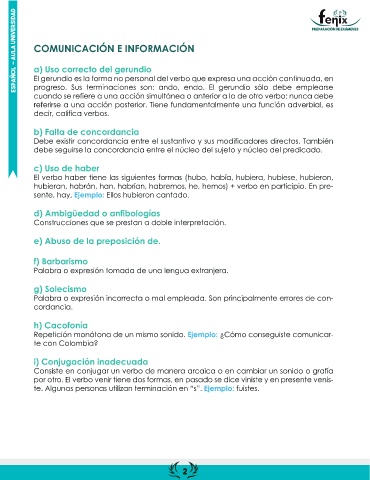 ESPAÑOL – AULA UNIVERSIDAD
fenix
PREPARACIÓN DE EXÁMENES
COMUNICACIÓN E INFORMACIÓN
a) Uso correcto del gerundio
El gerundio es la forma no personal del verbo que expresa una acción continuada, en
progreso. Sus terminaciones son: ando, endo. El gerundio sólo debe emplearse
cuando se refiere a una acción simultánea o anterior a la de otro verbo; nunca debe
referirse a una acción posterior. Tiene fundamentalmente una función adverbial, es
decir, califica verbos.
b) Falta de concordancia
Debe existir concordancia entre el sustantivo y sus modificadores directos. También
debe seguirse la concordancia entre el núcleo del sujeto y núcleo del predicado.
c) Uso de haber
El verbo haber tiene las siguientes formas (hubo, había, hubiera, hubiese, hubieron,
hubieran, habrán, han, habrían, habremos, he, hemos) + verbo en participio. En pre-
sente, hay. Ejemplo: Ellos hubieron cantado.
d) Ambigüedad o anfibologías
Construcciones que se prestan a doble interpretación.
e) Abuso de la preposición de.
f) Barbarismo
Palabra o expresión tomada de una lengua extranjera.
g) Solecismo
Palabra o expresión incorrecta o mal empleada. Son principalmente errores de con-
cordancia.
h) Cacofonía
Repetición monótona de un mismo sonido. Ejemplo: ¿Cómo conseguiste comunicar-
te con Colombia?
i) Conjugación inadecuada
Consiste en conjugar un verbo de manera arcaica o en cambiar un sonido o grafía
por otro. El verbo venir tiene dos formas, en pasado se dice viniste y en presente venis-
te. Algunas personas utilizan terminación en "s". Ejemplo: fuistes.
2